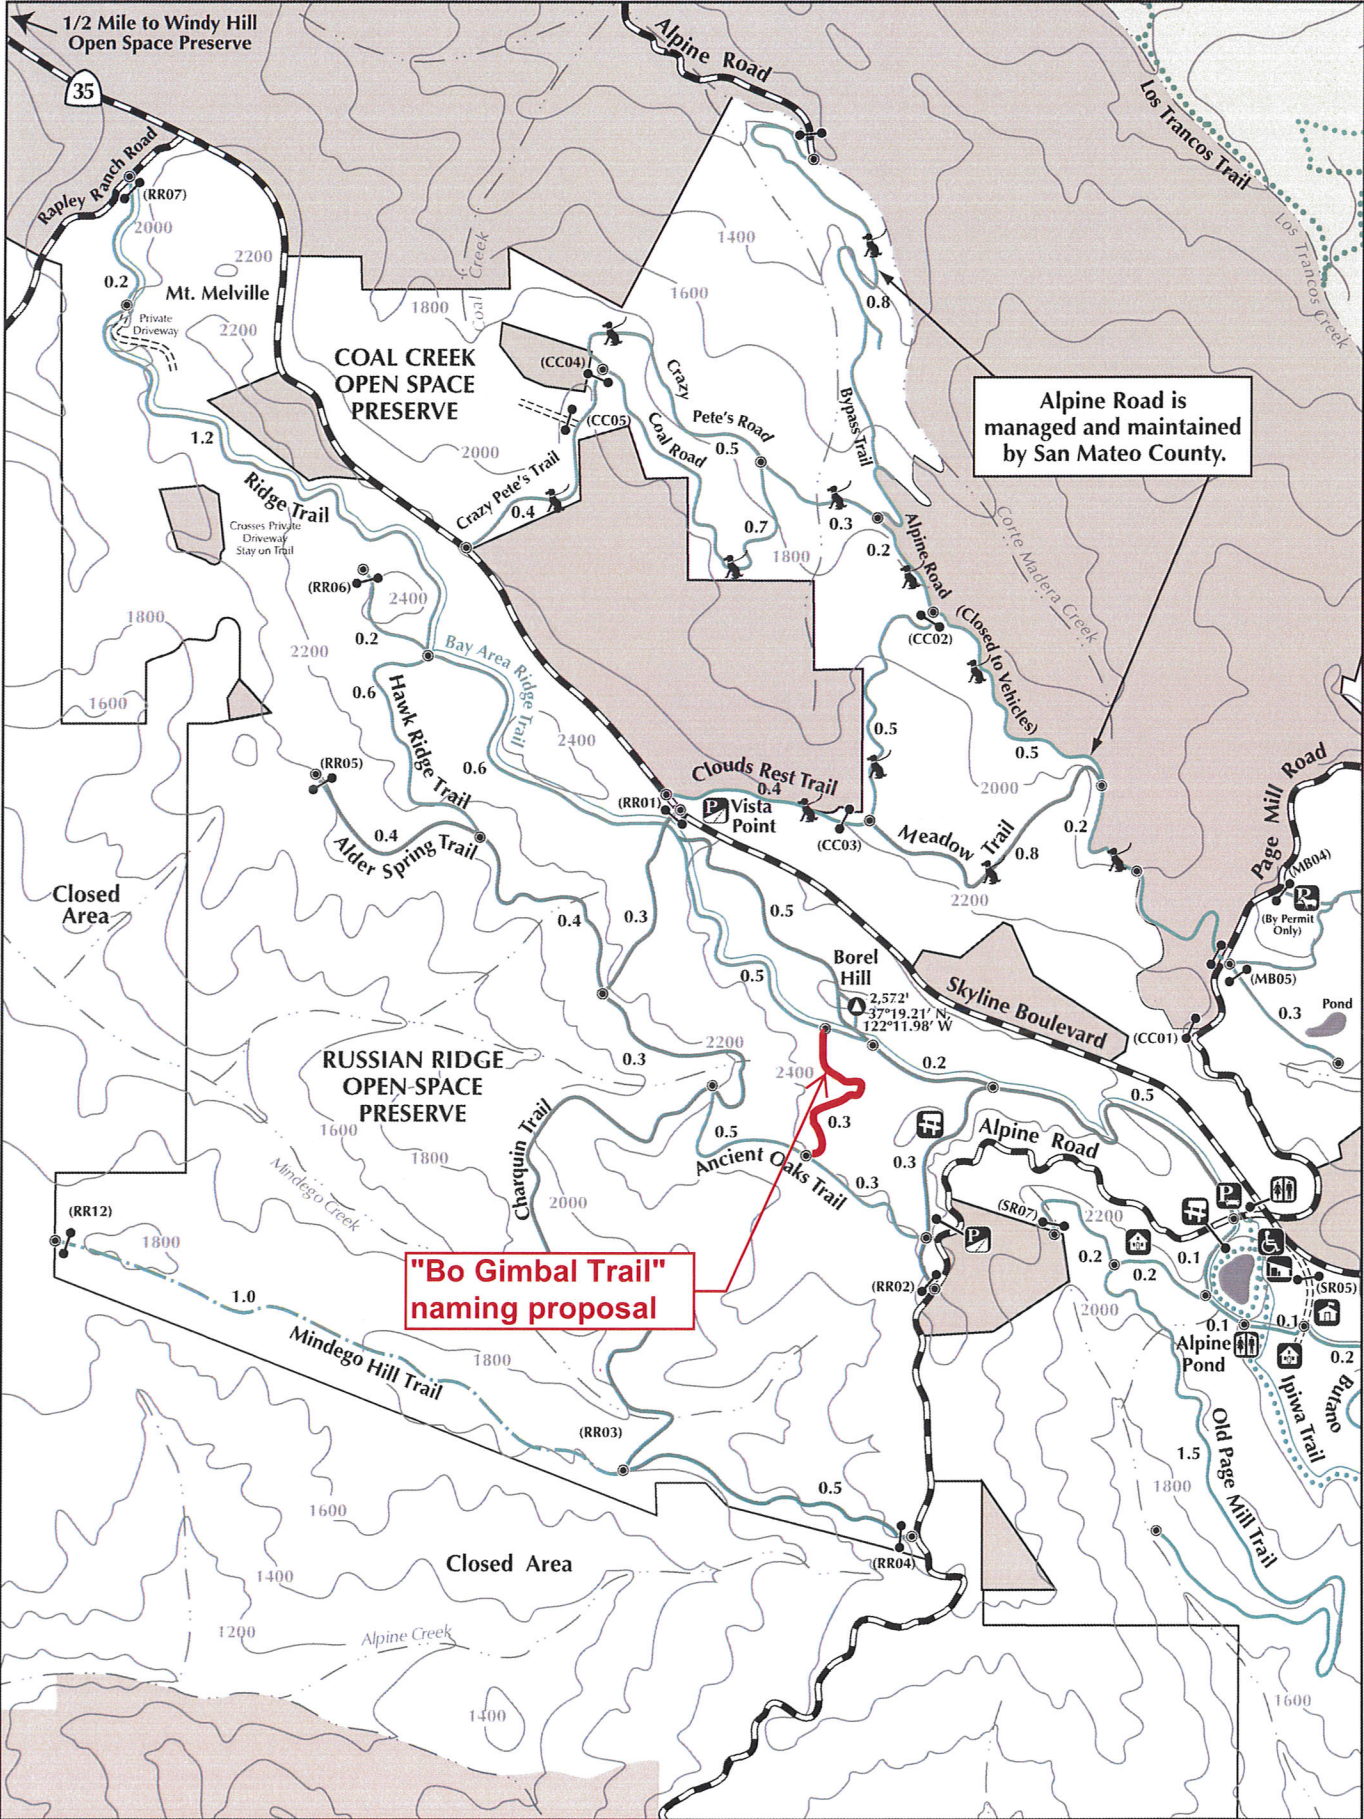 1/2 Mile to Windy Hill
Open Space Preserve
35
Alpine Road
Los Trancos Trail
Los Trancos Creek
Rapley Ranch Road
(RR07)
2000
2200
0.2
Mt. Melville
Private
Driveway
2200
1800
Coal Creek
1400
1600
0.8
COAL CREEK
OPEN SPACE
PRESERVE
(CC04)
(CC05)
Crazy
Pete's Road
0.5
Coal Road
Bypass Trail
Alpine Road is
managed and maintained
by San Mateo County.
1.2
Ridge Trail
2000
Crazy Pete's Trail
0.4
0.7
1800
0.3
0.2
Alpine Road
(Closed to Vehicles)
Corte Madera Creek
Crosses Private
Driveway
Stay on Trail
(RR06)
2400
0.2
1800
2200
1600
(CC02)
Bay Area Ridge Trail
0.6
Hawk Ridge Trail
2400
0.6
0.5
0.5
2000
Page Mill Road
(RR05)
0.4
Alder Spring Trail
(RR01)
P
Vista
Point
Clouds Rest Trail
0.4
(CC03)
Meadow Trail
0.8
0.2
2200
(MB04)
P
(By Permit
Only)
Closed
Area
0.4
0.3
0.5
0.5
Borel
Hill
2,572'
37°19.21' N
122°11.98' W
Skyline Boulevard
(MB05)
0.3
Pond
(CC01)
RUSSIAN RIDGE
OPEN SPACE
PRESERVE
0.3
2200
2400
0.2
0.5
1600
1800
Mindego Creek
Charquin Trail
2000
0.5
Ancient Oaks Trail
0.3
0.3
0.3
Alpine Road
P
P
(RR12)
1800
1.0
Mindego Hill Trail
1800
"Bo Gimbal Trail"
naming proposal
(RR02)
(SR07)
2200
0.2
0.2
0.1
2000
0.1
0.1
(SR05)
Alpine
Pond
0.2
Butano
Ipiwa Trail
Old Page Mill Trail
1.5
1800
(RR03)
0.5
(RR04)
1600
Closed Area
1400
1200
Alpine Creek
1400
1600